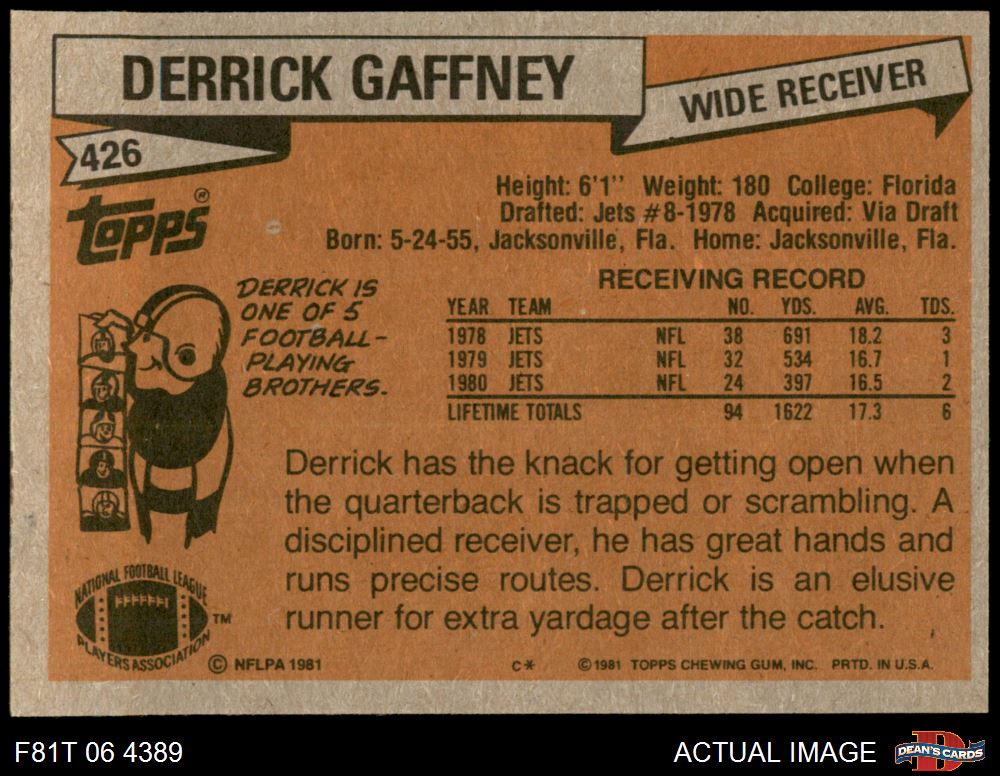 DERRICK GAFFNEY
WIDE RECEIVER
426
TOPPS®
Height: 6'1" Weight: 180 College: Florida
Drafted: Jets #8-1978 Acquired: Via Draft
Born: 5-24-55, Jacksonville, Fla. Home: Jacksonville, Fla.
DERRICK IS
ONE OF 5
FOOTBALL-
PLAYING
BROTHERS.
RECEIVING RECORD
YEAR TEAM NO. YDS. AVG. TDS.
1978 JETS NFL 38 691 18.2 3
1979 JETS NFL 32 534 16.7 1
1980 JETS NFL 24 397 16.5 2
LIFETIME TOTALS 94 1622 17.3 6
Derrick has the knack for getting open when
the quarterback is trapped or scrambling. A
disciplined receiver, he has great hands and
runs precise routes. Derrick is an elusive
runner for extra yardage after the catch.
NATIONAL FOOTBALL LEAGUE
PLAYERS ASSOCIATION
TM
© NFLPA 1981 C* ©1981 TOPPS CHEWING GUM, INC. PRTD. IN U.S.A.
F81T 06 4389
ACTUAL IMAGE
D
DEAN'S CARDS